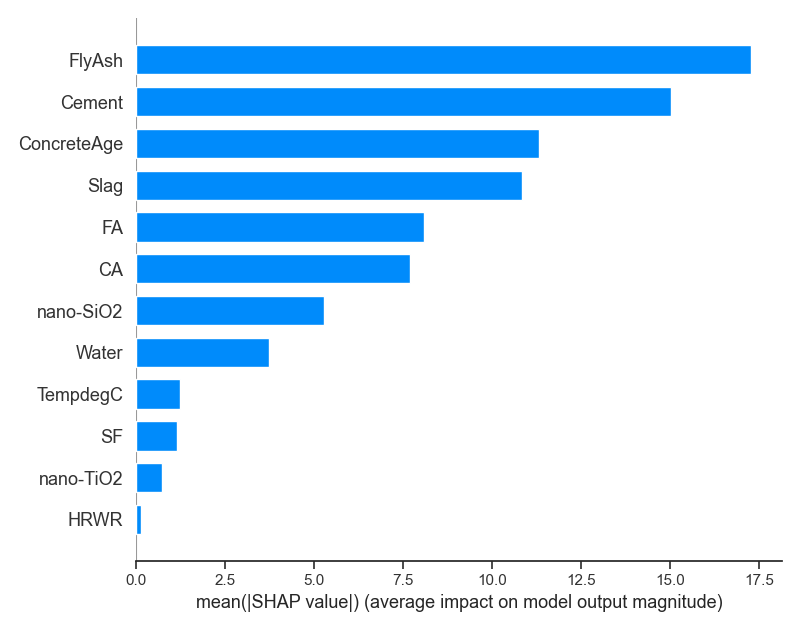 FlyAsh
Cement
ConcreteAge
Slag
FA
CA
nano-SiO2
Water
TempdegC
SF
nano-TiO2
HRWR
0.0 2.5 5.0 7.5 10.0 12.5 15.0 17.5
mean(|SHAP value|) (average impact on model output magnitude)